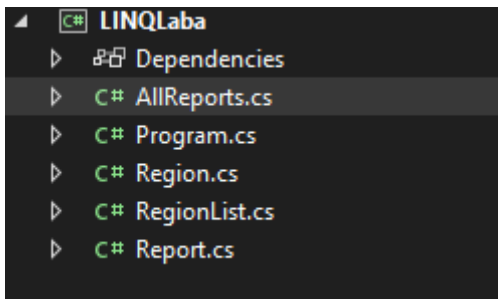 C# LINQLaba
Dependencies
C# AllReports.cs
C# Program.cs
C# Region.cs
C# RegionList.cs
C# Report.cs